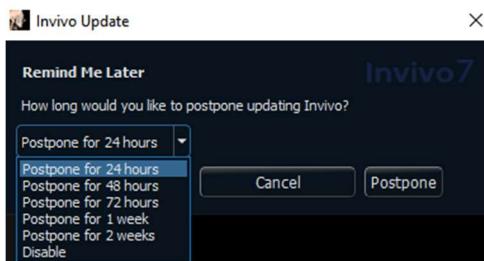 Invivo Update
Remind Me Later
Invivo7
How long would you like to postpone updating Invivo?
Postpone for 24 hours
Postpone for 24 hours
Postpone for 48 hours
Postpone for 72 hours
Postpone for 1 week
Postpone for 2 weeks
Disable
Cancel
Postpone